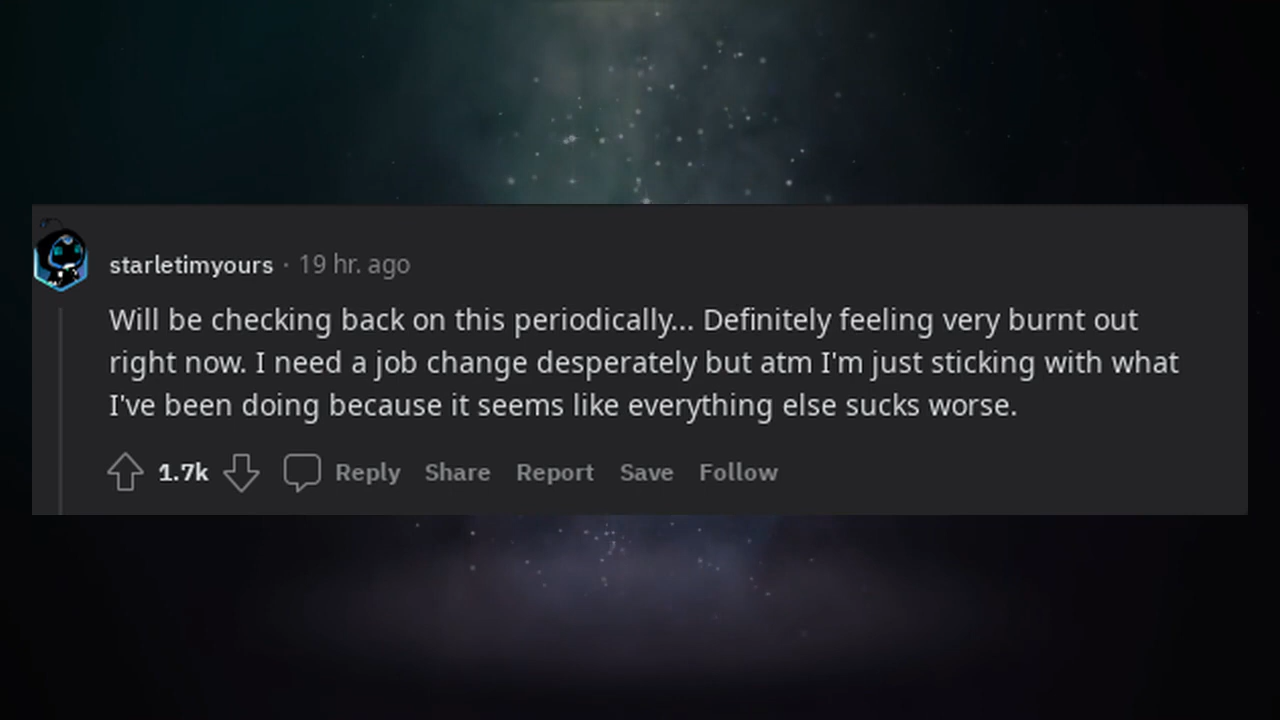 starletimyours · 19 hr. ago
Will be checking back on this periodically... Definitely feeling very burnt out
right now. I need a job change desperately but atm I'm just sticking with what
I've been doing because it seems like everything else sucks worse.
1.7k Reply Share Report Save Follow